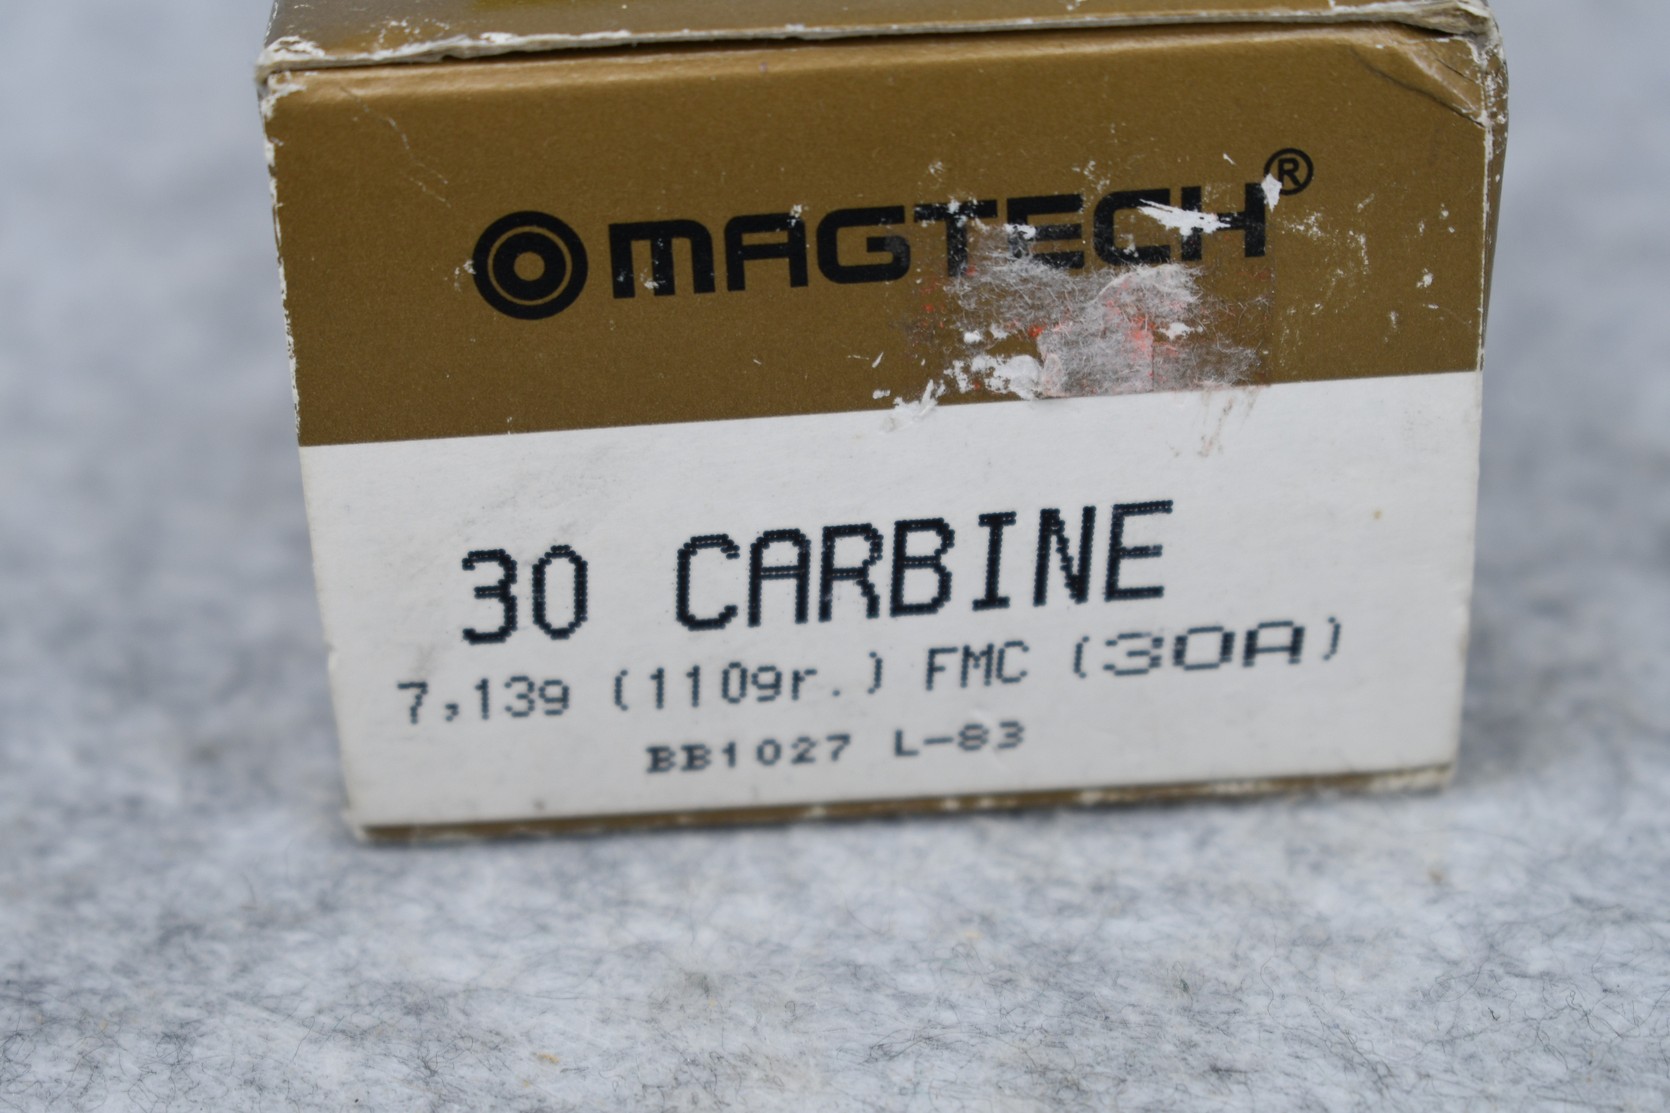 MAGTECH®
30 CARBINE
7,13g (110gr.) FMC (30A)
BB1027 L-83